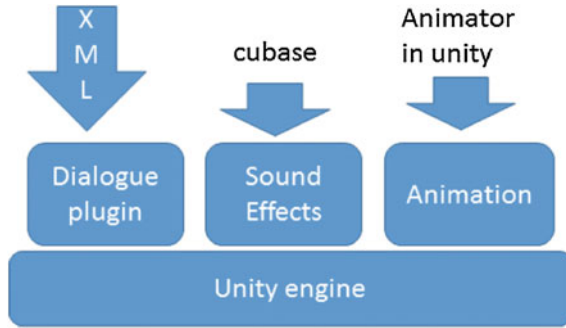 X
M
L
cubase
Animator
in unity
Dialogue
plugin
Sound
Effects
Animation
Unity engine